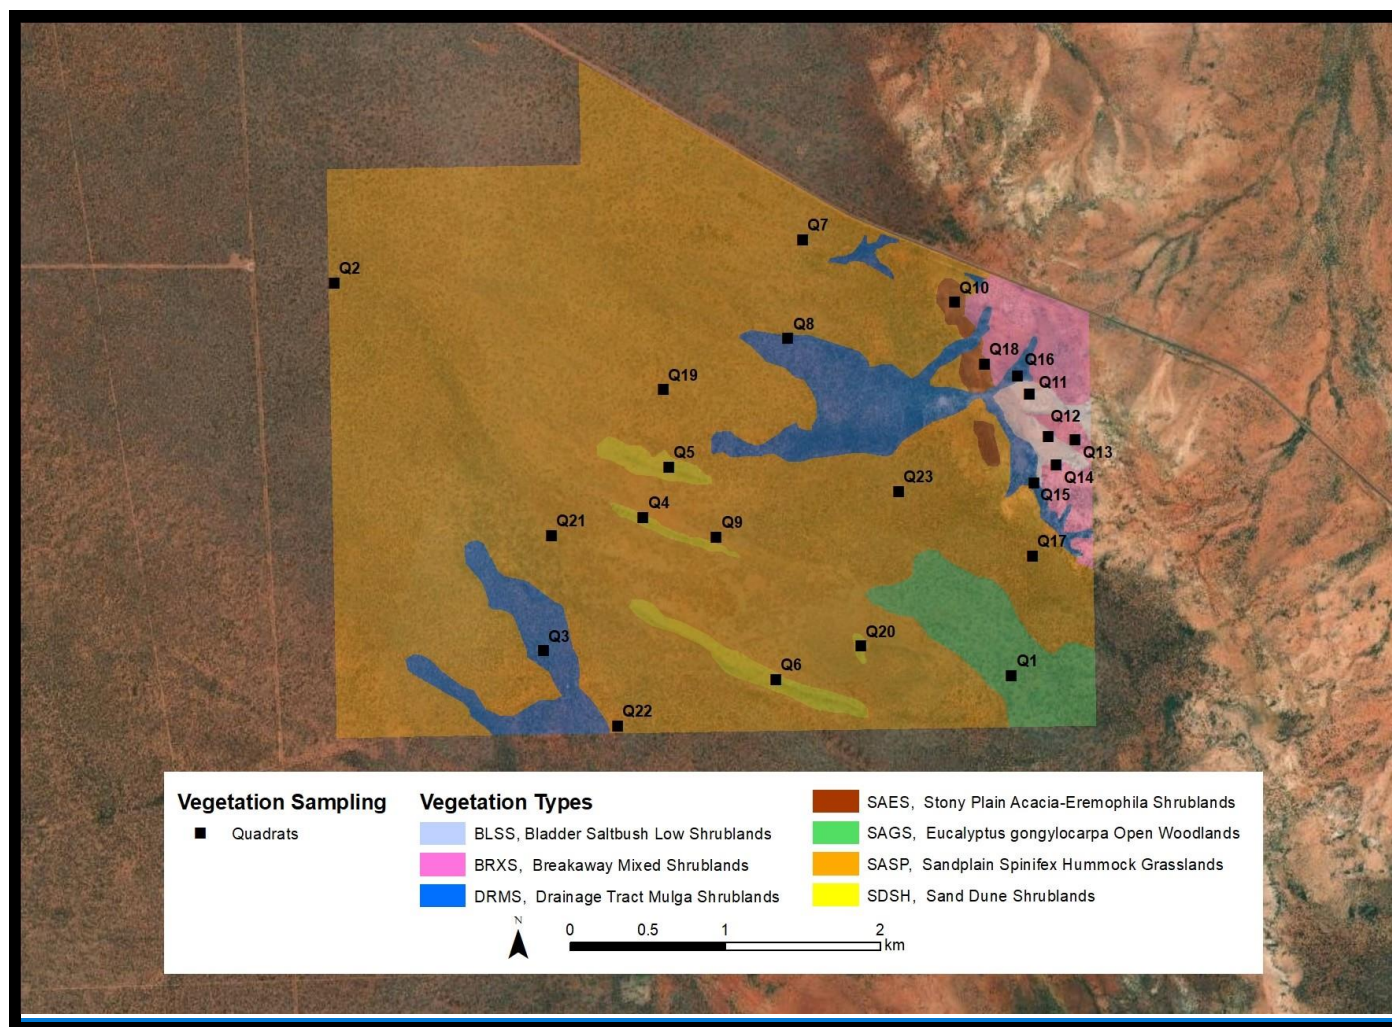 Q7
Q2
Q10
Q8
Q18
Q16
Q19
Q11
Q12
Q5
Q13
Q14
Q23
Q15
Q4
Q21
Q9
Q17
Q3
Q20
Q6
Q1
Q22
Vegetation Sampling
Quadrats
Vegetation Types
BLSS, Bladder Saltbush Low Shrublands
BRXS, Breakaway Mixed Shrublands
DRMS, Drainage Tract Mulga Shrublands
SAES, Stony Plain Acacia-Eremophila Shrublands
SAGS, Eucalyptus gongylocarpa Open Woodlands
SASP, Sandplain Spinifex Hummock Grasslands
SDSH, Sand Dune Shrublands
N
0 0.5 1 2
km